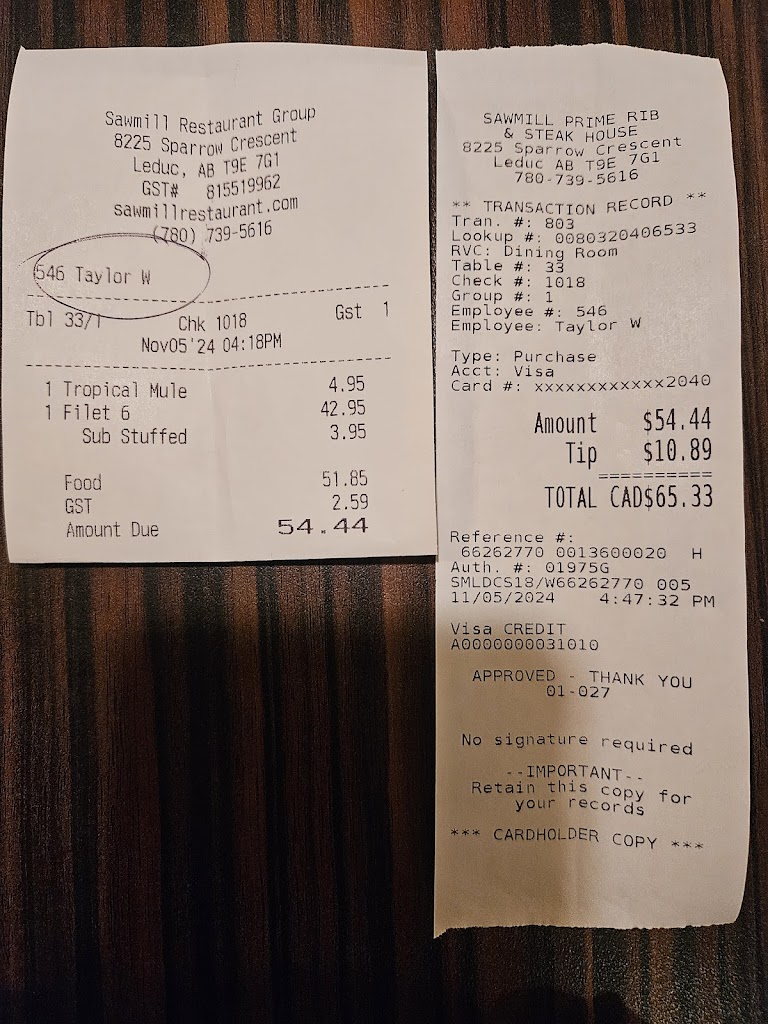 Sawmill Restaurant Group
8225 Sparrow Crescent
Leduc, AB T9E 7G1
GST# 815519962
sawmillrestaurant.com
(780) 739-5616
546 Taylor W
Tbl 33/1 Chk 1018 Gst 1
Nov05'24 04:18PM
1 Tropical Mule 4.95
1 Filet 6 42.95
Sub Stuffed 3.95
Food 51.85
GST 2.59
Amount Due 54.44
SAWMILL PRIME RIB
& STEAK HOUSE
8225 Sparrow Crescent
Leduc AB T9E 7G1
780-739-5616
** TRANSACTION RECORD **
Tran. #: 803
Lookup #: 0080320406533
RVC: Dining Room
Table #: 33
Check #: 1018
Group #: 1
Employee #: 546
Employee: Taylor W
Type: Purchase
Acct: Visa
Card #: xxxxxxxxxxxx2040
Amount $54.44
Tip $10.89
==========
TOTAL CAD$65.33
Reference #:
66262770 0013600020 H
Auth. #: 01975G
SMLDCS18/W66262770 005
11/05/2024 4:47:32 PM
Visa CREDIT
A0000000031010
APPROVED - THANK YOU
01-027
No signature required
--IMPORTANT--
Retain this copy for
your records
*** CARDHOLDER COPY ***